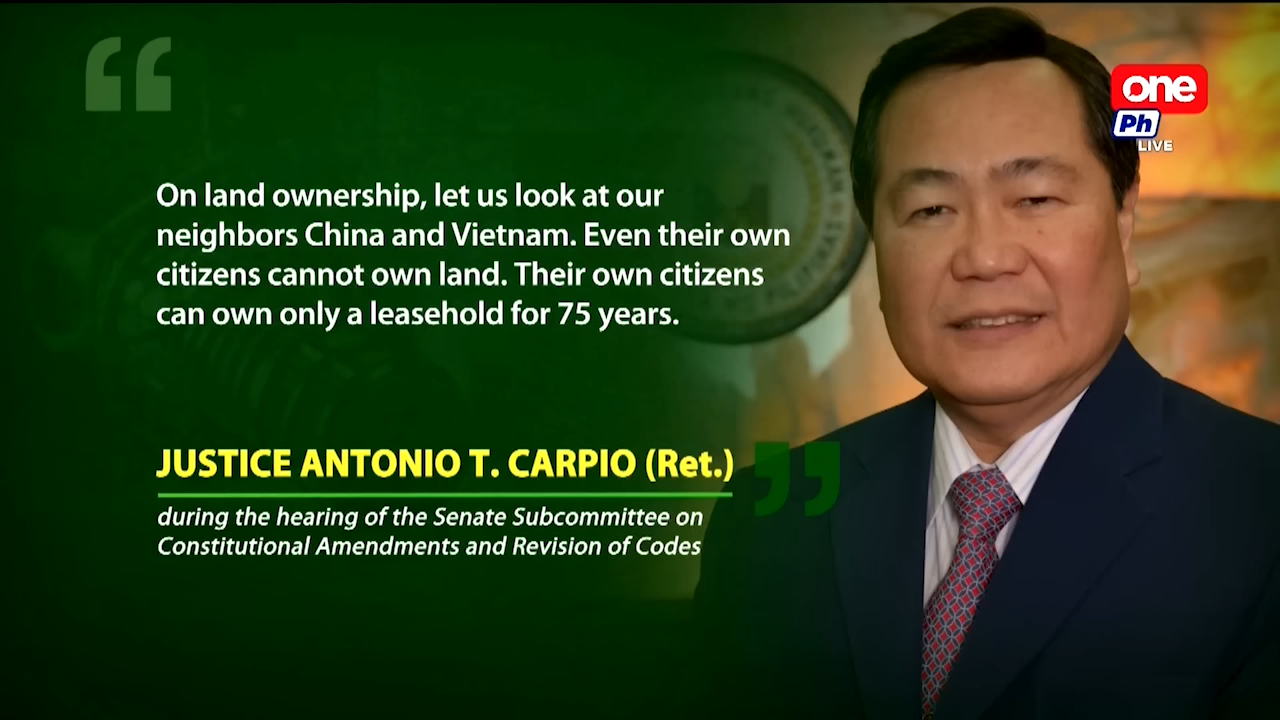 one
Ph
LIVE
On land ownership, let us look at our
neighbors China and Vietnam. Even their own
citizens cannot own land. Their own citizens
can own only a leasehold for 75 years.
JUSTICE ANTONIO T. CARPIO (Ret.)
during the hearing of the Senate Subcommittee on
Constitutional Amendments and Revision of Codes